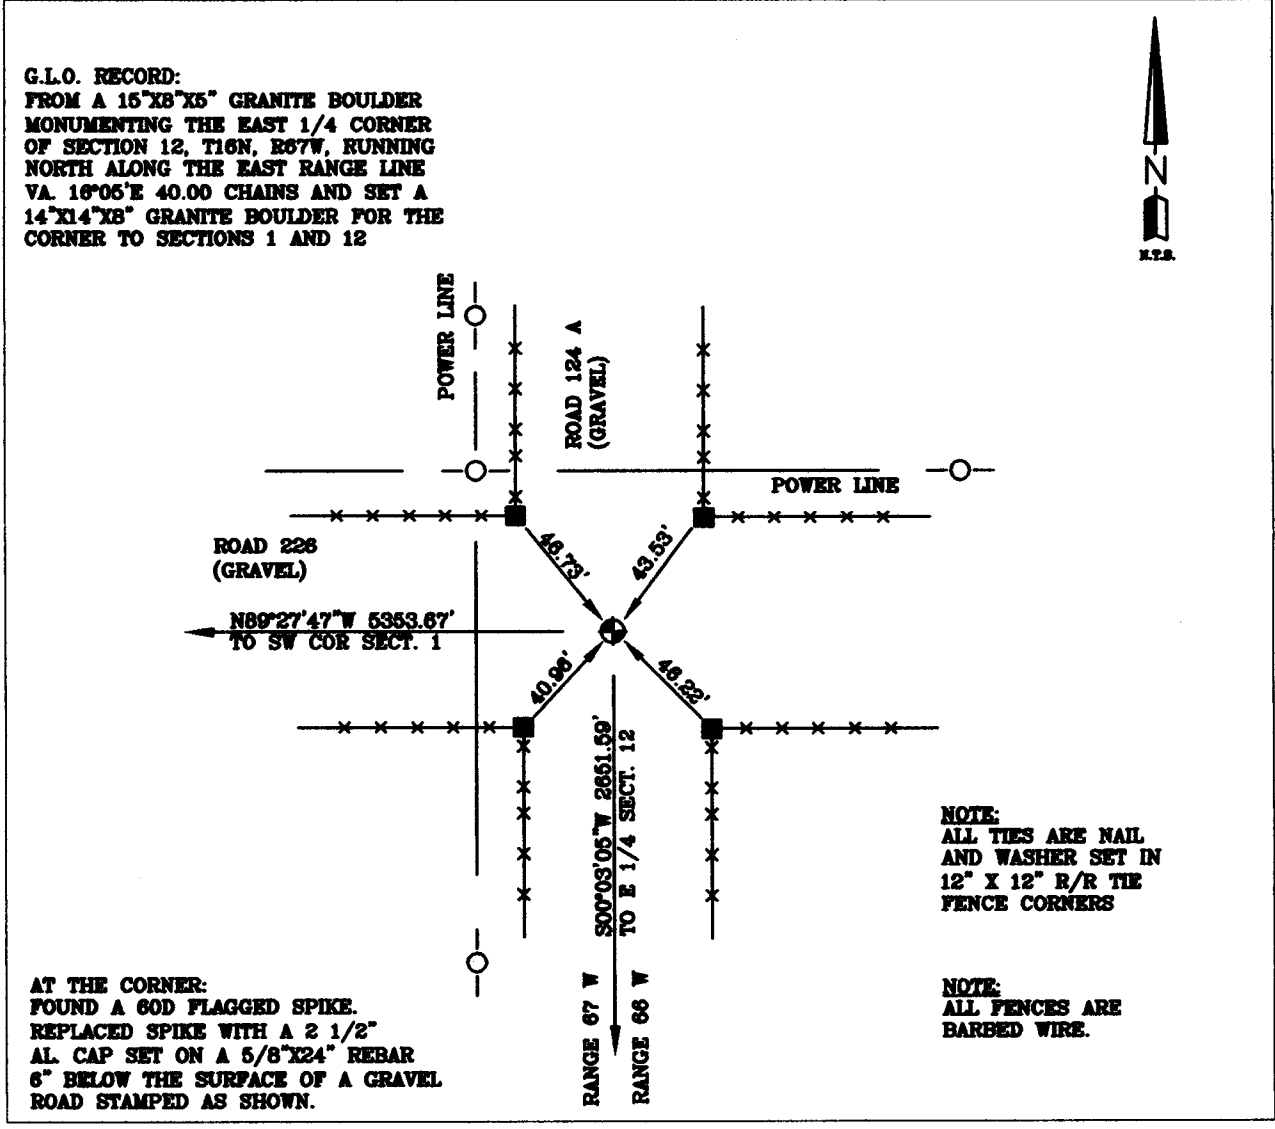 G.L.O. RECORD:
FROM A 15"X8"X5" GRANITE BOULDER
MONUMENTING THE EAST 1/4 CORNER
OF SECTION 12, T16N, R67W, RUNNING
NORTH ALONG THE EAST RANGE LINE
VA. 16°05'E 40.00 CHAINS AND SET A
14"X14"X8" GRANITE BOULDER FOR THE
CORNER TO SECTIONS 1 AND 12
N
N.T.S.
POWER LINE
ROAD 124 A
(GRAVEL)
POWER LINE
ROAD 226
(GRAVEL)
46.73'
43.53'
N89°27'47"W 5353.67'
TO SW COR SECT. 1
40.96'
46.22'
S00°03'05"W 2651.59'
TO E 1/4 SECT. 12
RANGE 67 W
RANGE 66 W
NOTE:
ALL TIES ARE NAIL
AND WASHER SET IN
12" X 12" R/R TIE
FENCE CORNERS
NOTE:
ALL FENCES ARE
BARBED WIRE.
AT THE CORNER:
FOUND A 60D FLAGGED SPIKE.
REPLACED SPIKE WITH A 2 1/2"
AL. CAP SET ON A 5/8"X24" REBAR
6" BELOW THE SURFACE OF A GRAVEL
ROAD STAMPED AS SHOWN.